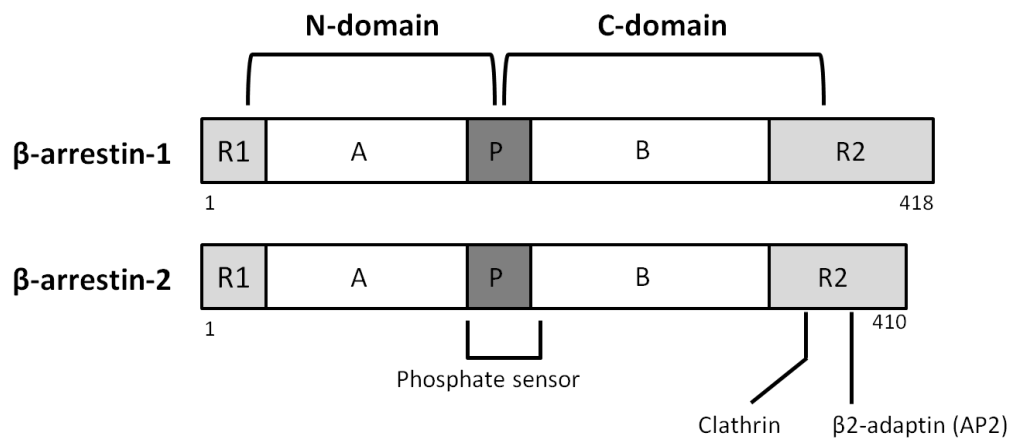 N-domain C-domain
β-arrestin-1 R1 A P B R2
1 418
β-arrestin-2 R1 A P B R2
1 410
Phosphate sensor
Clathrin β2-adaptin (AP2)